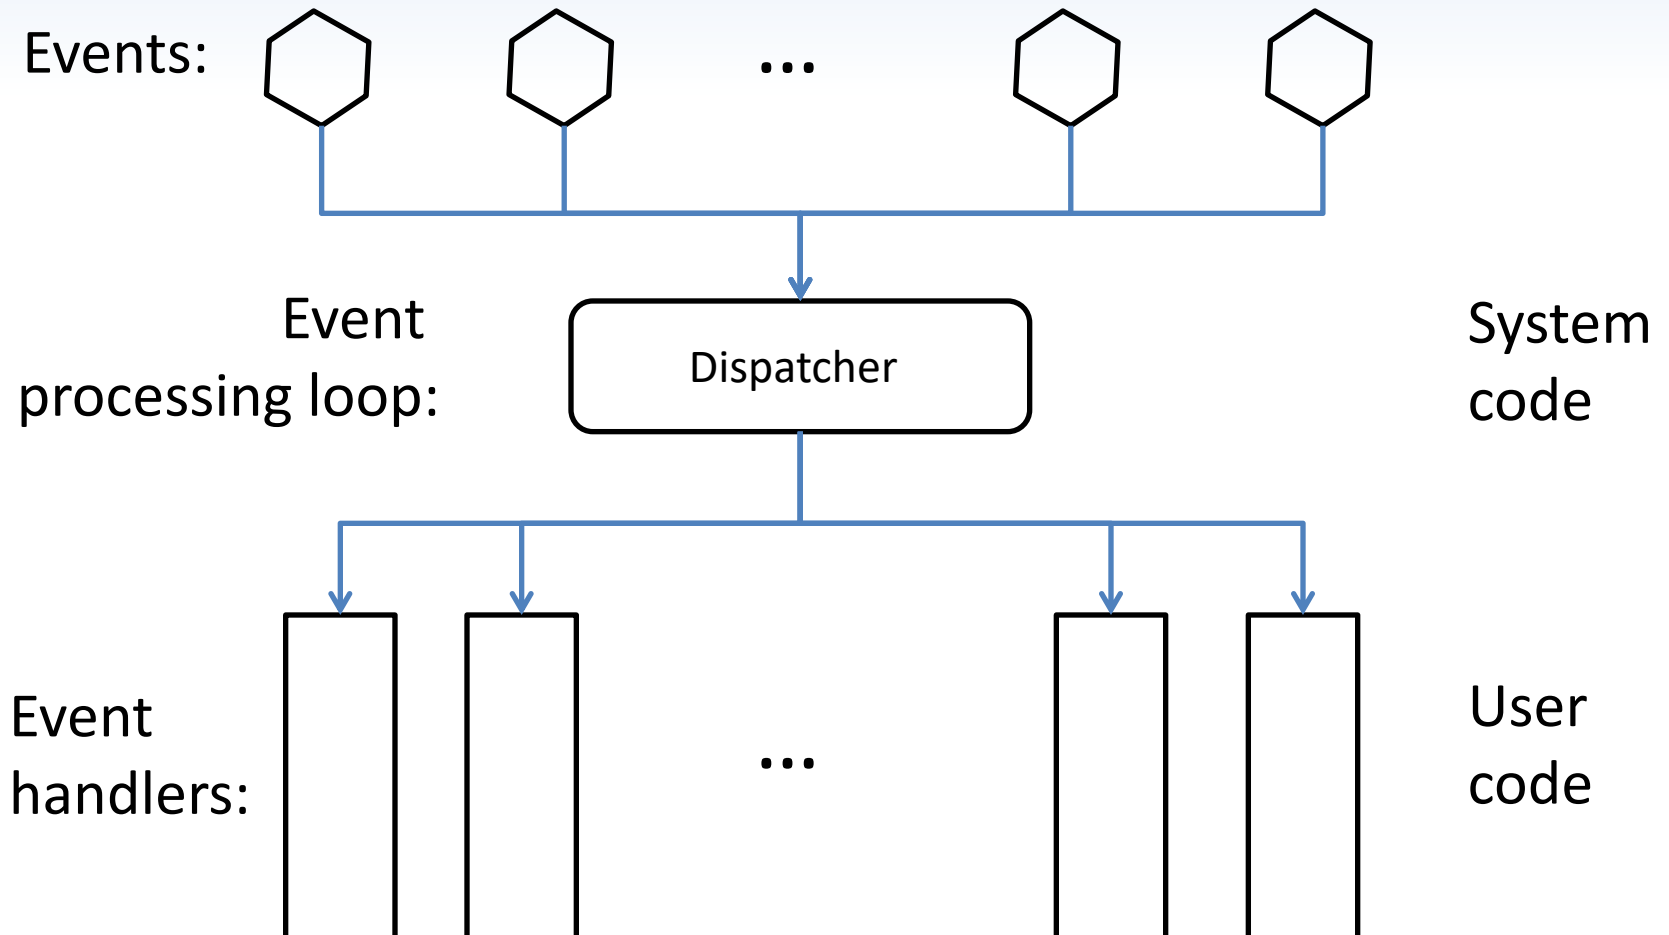 Events:
...
Event
processing loop:
Dispatcher
System
code
Event
handlers:
...
User
code